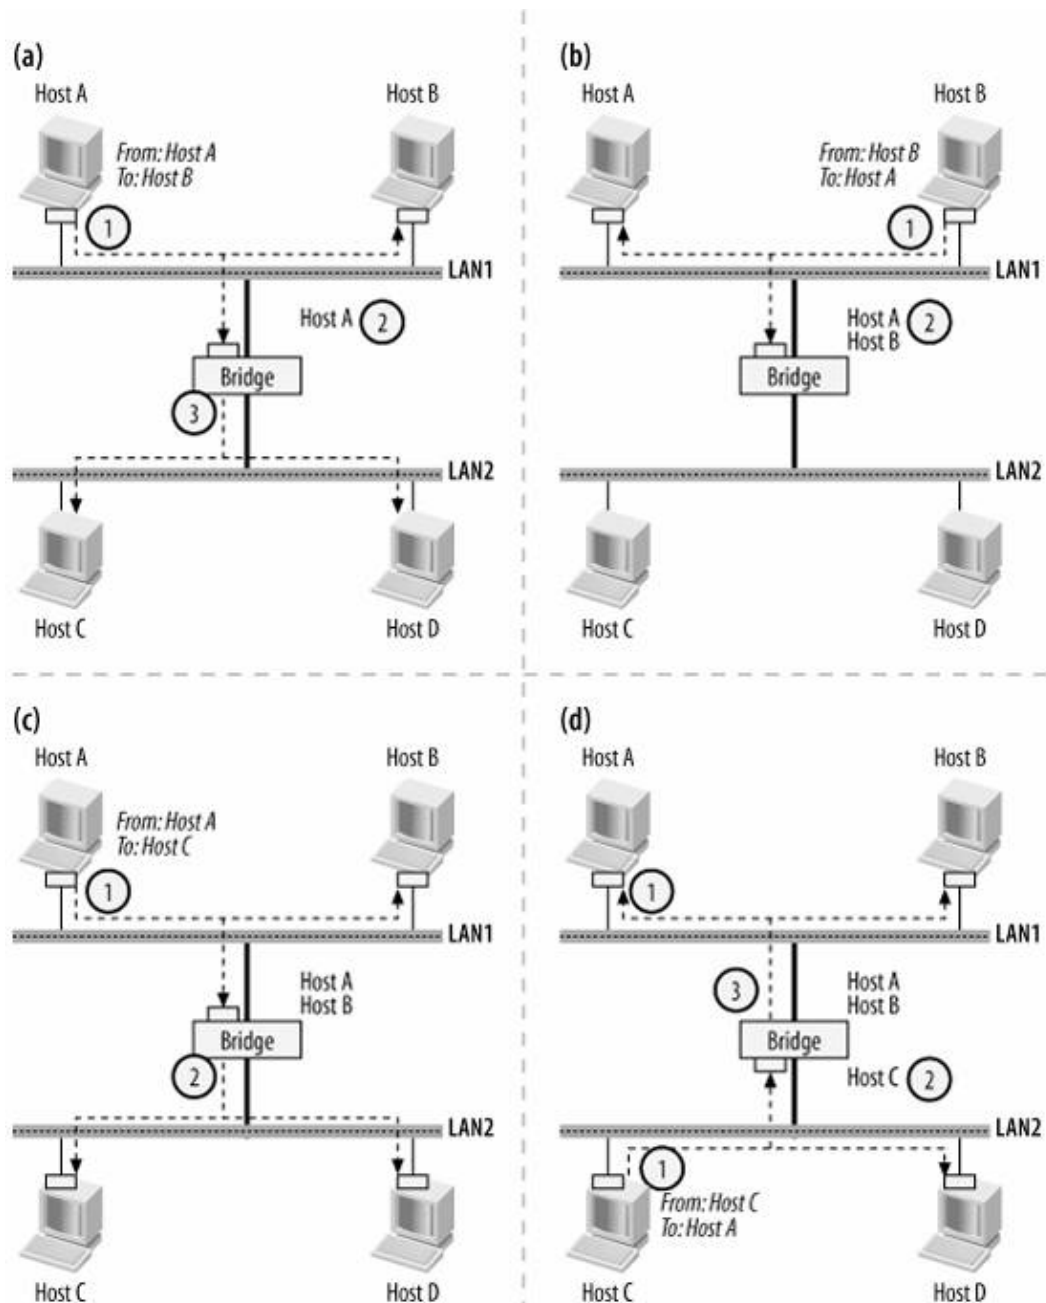 (a)
Host A
Host B
From: Host A
To: Host B
1
LAN1
Host A
2
Bridge
3
LAN2
Host C
Host D
(b)
Host A
Host B
From: Host B
To: Host A
1
LAN1
Host A
Host B
2
Bridge
LAN2
Host C
Host D
(c)
Host A
Host B
From: Host A
To: Host C
1
LAN1
Host A
Host B
Bridge
2
LAN2
Host C
Host D
(d)
Host A
Host B
1
LAN1
3
Host A
Host B
Bridge
Host C
2
LAN2
1
From: Host C
To: Host A
Host C
Host D